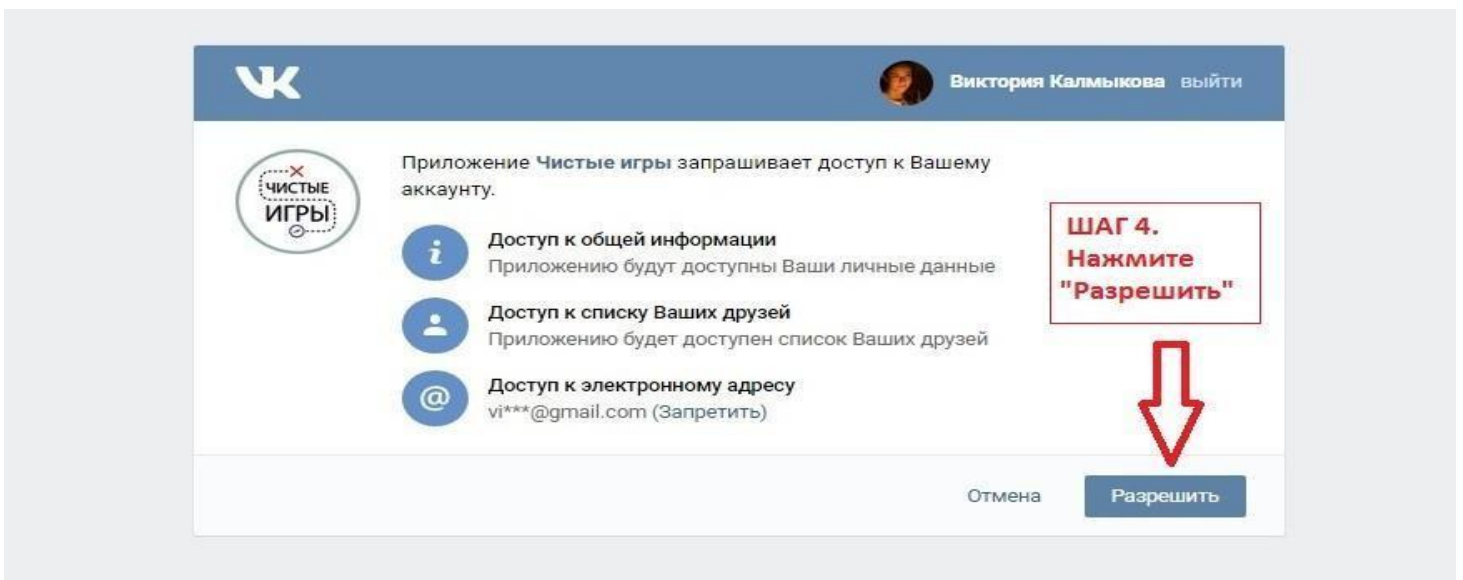 Виктория Калмыкова выйти
ЧИСТЫЕ
ИГРЫ
Приложение Чистые игры запрашивает доступ к Вашему
аккаунту.
Доступ к общей информации
Приложению будут доступны Ваши личные данные
Доступ к списку Ваших друзей
Приложению будет доступен список Ваших друзей
Доступ к электронному адресу
vi***@gmail.com (Запретить)
ШАГ 4.
Нажмите
"Разрешить"
Отмена Разрешить